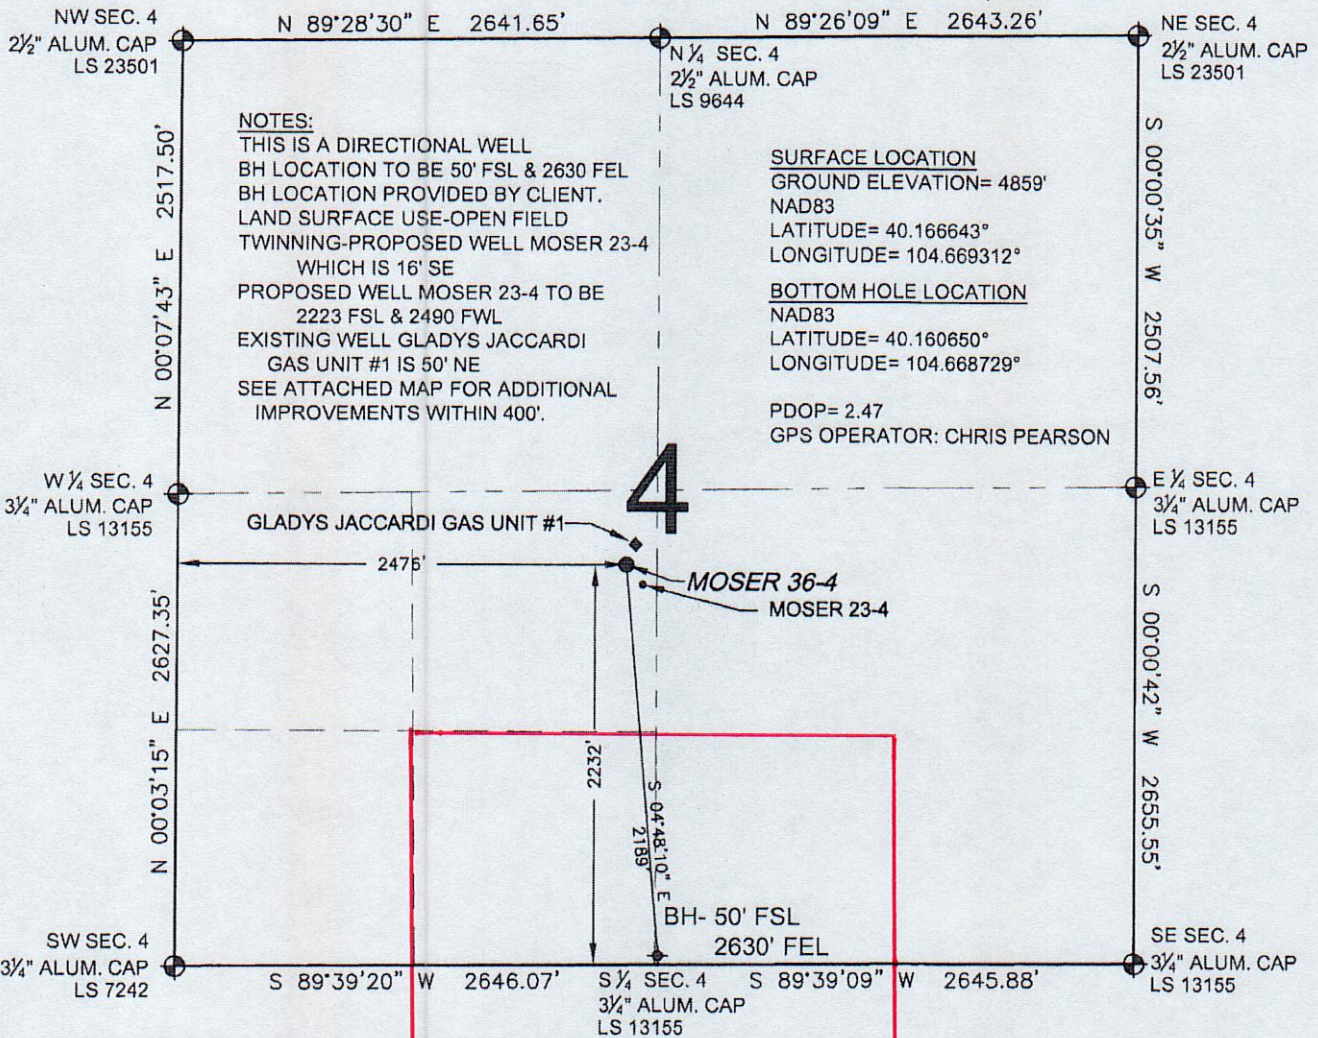 NW SEC. 4
2½" ALUM. CAP
LS 23501
N 89°28'30" E 2641.65'
N 89°26'09" E 2643.26'
NE SEC. 4
2½" ALUM. CAP
LS 23501
N ¼ SEC. 4
2½" ALUM. CAP
LS 9644
N 00°07'43" E 2517.50'
NOTES:
THIS IS A DIRECTIONAL WELL
BH LOCATION TO BE 50' FSL & 2630 FEL
BH LOCATION PROVIDED BY CLIENT.
LAND SURFACE USE-OPEN FIELD
TWINNING-PROPOSED WELL MOSER 23-4
WHICH IS 16' SE
PROPOSED WELL MOSER 23-4 TO BE
2223 FSL & 2490 FWL
EXISTING WELL GLADYS JACCARDI
GAS UNIT #1 IS 50' NE
SEE ATTACHED MAP FOR ADDITIONAL
IMPROVEMENTS WITHIN 400'.
SURFACE LOCATION
GROUND ELEVATION= 4859'
NAD83
LATITUDE= 40.166643°
LONGITUDE= 104.669312°
BOTTOM HOLE LOCATION
NAD83
LATITUDE= 40.160650°
LONGITUDE= 104.668729°
PDOP= 2.47
GPS OPERATOR: CHRIS PEARSON
S 00°00'35" W 2507.56'
4
W ¼ SEC. 4
3¼" ALUM. CAP
LS 13155
E ¼ SEC. 4
3¼" ALUM. CAP
LS 13155
GLADYS JACCARDI GAS UNIT #1
2476'
MOSER 36-4
MOSER 23-4
N 00°03'15" E 2627.35'
2232'
S 04°48'10" E
2189'
S 00°00'42" W 2655.55'
BH- 50' FSL
2630' FEL
SW SEC. 4
3¼" ALUM. CAP
LS 7242
S 89°39'20" W 2646.07'
S ¼ SEC. 4
3¼" ALUM. CAP
LS 13155
S 89°39'09" W 2645.88'
SE SEC. 4
3¼" ALUM. CAP
LS 13155